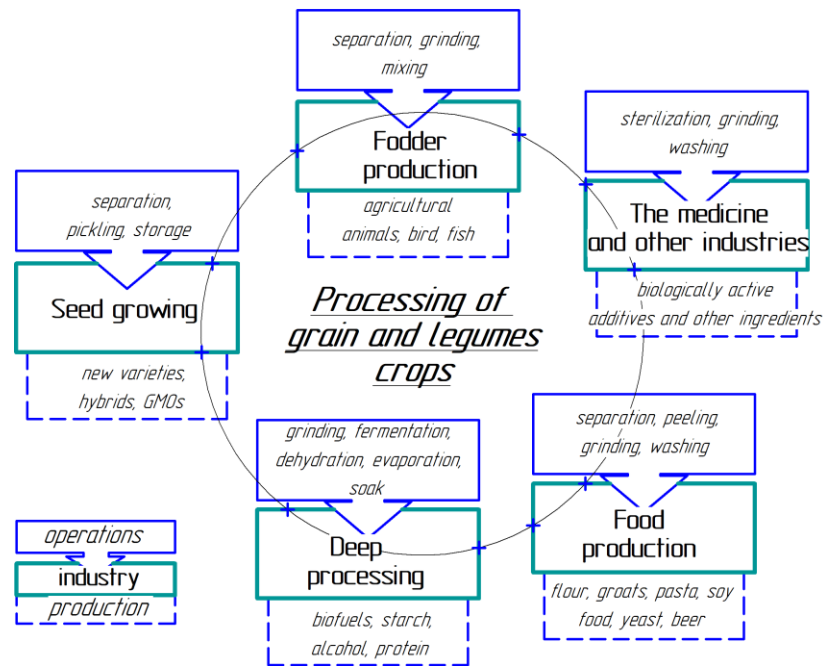 separation, grinding,
mixing
Fodder
production
agricultural
animals, bird, fish
sterilization, grinding,
washing
The medicine
and other industries
biologically active
additives and other ingredients
separation,
pickling, storage
Seed growing
new varieties,
hybrids, GMOs
Processing of
grain and legumes
crops
separation, peeling,
grinding, washing
Food
production
flour, groats, pasta, soy
food, yeast, beer
grinding, fermentation,
dehydration, evaporation,
soak
Deep
processing
biofuels, starch,
alcohol, protein
operations
industry
production